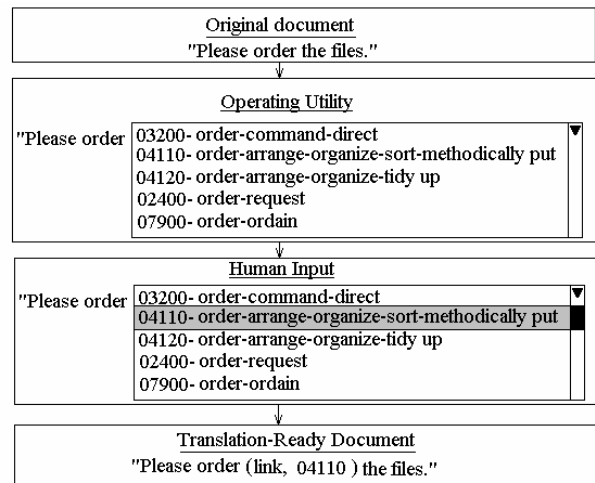 Original document
"Please order the files."
Operating Utility
"Please order
03200- order-command-direct
04110- order-arrange-organize-sort-methodically put
04120- order-arrange-organize-tidy up
02400- order-request
07900- order-ordain
Human Input
"Please order
03200- order-command-direct
04110- order-arrange-organize-sort-methodically put
04120- order-arrange-organize-tidy up
02400- order-request
07900- order-ordain
Translation-Ready Document
"Please order (link, 04110 ) the files."